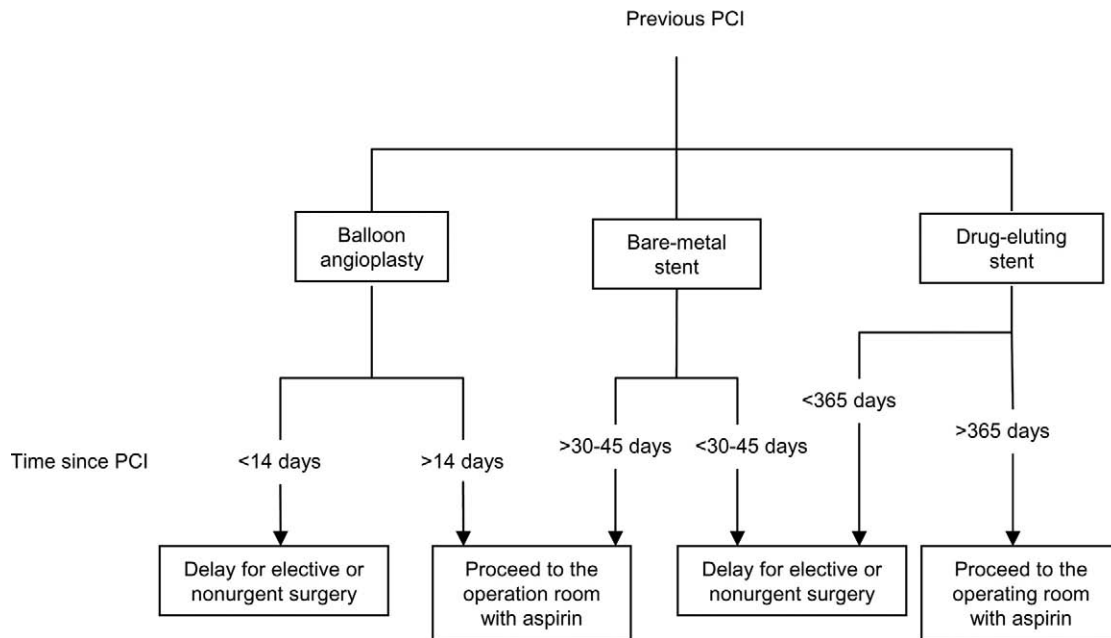 Previous PCI
Balloon
angioplasty
Bare-metal
stent
Drug-eluting
stent
Time since PCI
<14 days
>14 days
>30-45 days
<30-45 days
<365 days
>365 days
Delay for elective or
nonurgent surgery
Proceed to the
operation room
with aspirin
Delay for elective or
nonurgent surgery
Proceed to the
operating room
with aspirin